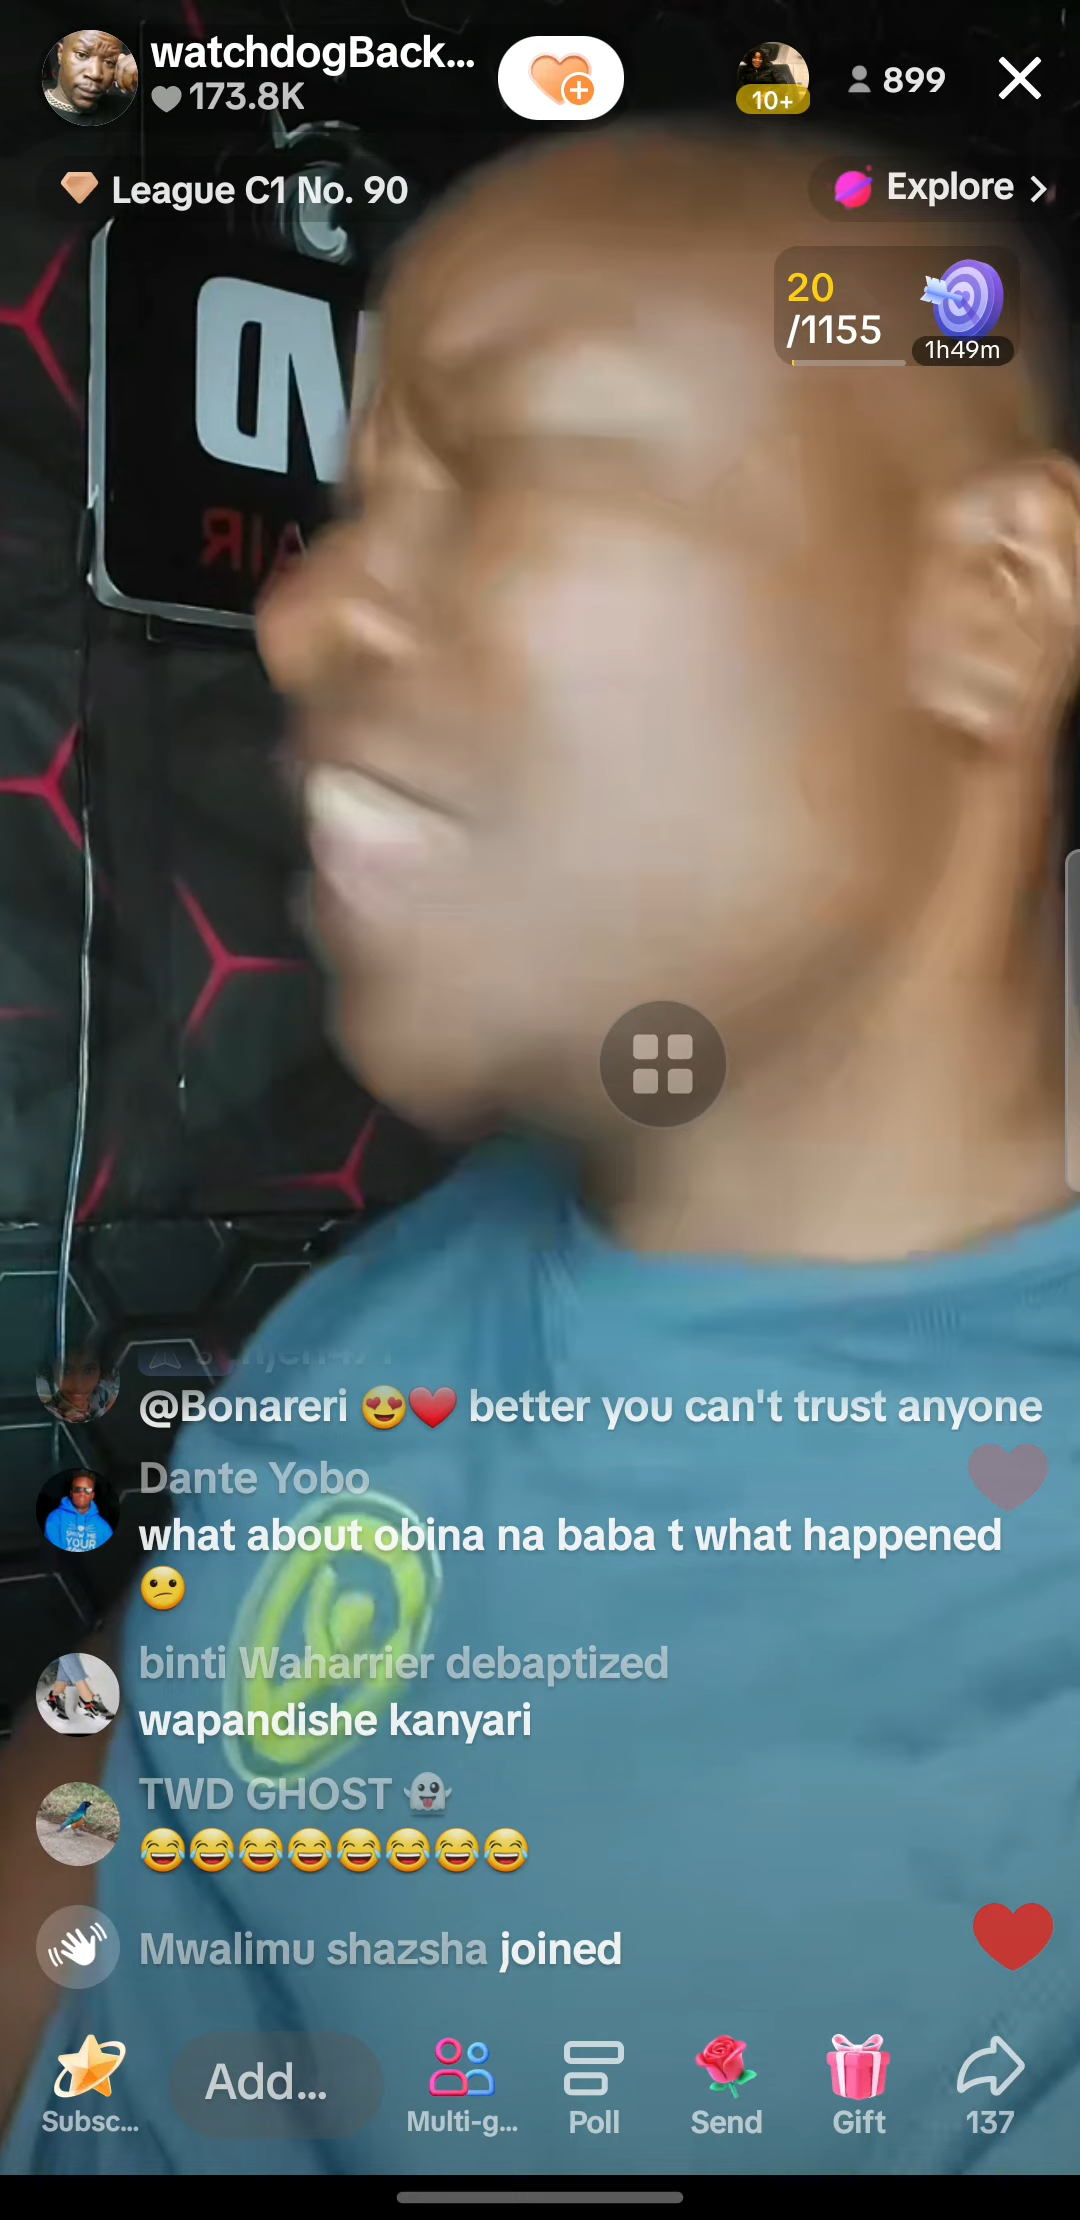 watchdogBack...
173.8K
10+
899
League C1 No. 90
Explore
20
/1155
1h49m
@Bonareri 😍❤️ better you can't trust anyone
Dante Yobo
what about obina na baba t what happened
😕
binti Waharrier debaptized
wapandishe kanyari
TWD GHOST 👻
😂😂😂😂😂😂😂😂
Mwalimu shazsha joined
Subsc...
Add...
Multi-g...
Poll
Send
Gift
137